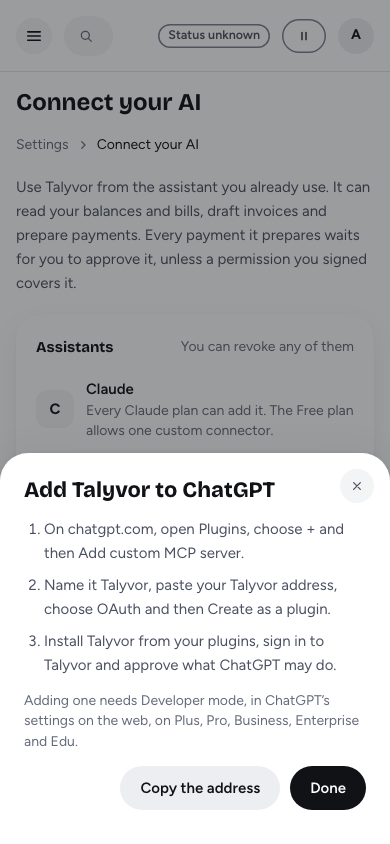 Status unknown
A
Connect your AI
Settings > Connect your AI
Use Talyvor from the assistant you already use. It can
read your balances and bills, draft invoices and
prepare payments. Every payment it prepares waits
for you to approve it, unless a permission you signed
covers it.
Assistants
You can revoke any of them
C
Claude
Every Claude plan can add it. The Free plan
allows one custom connector.
Add Talyvor to ChatGPT
1. On chatgpt.com, open Plugins, choose + and
then Add custom MCP server.
2. Name it Talyvor, paste your Talyvor address,
choose OAuth and then Create as a plugin.
3. Install Talyvor from your plugins, sign in to
Talyvor and approve what ChatGPT may do.
Adding one needs Developer mode, in ChatGPT's
settings on the web, on Plus, Pro, Business, Enterprise
and Edu.
Copy the address
Done